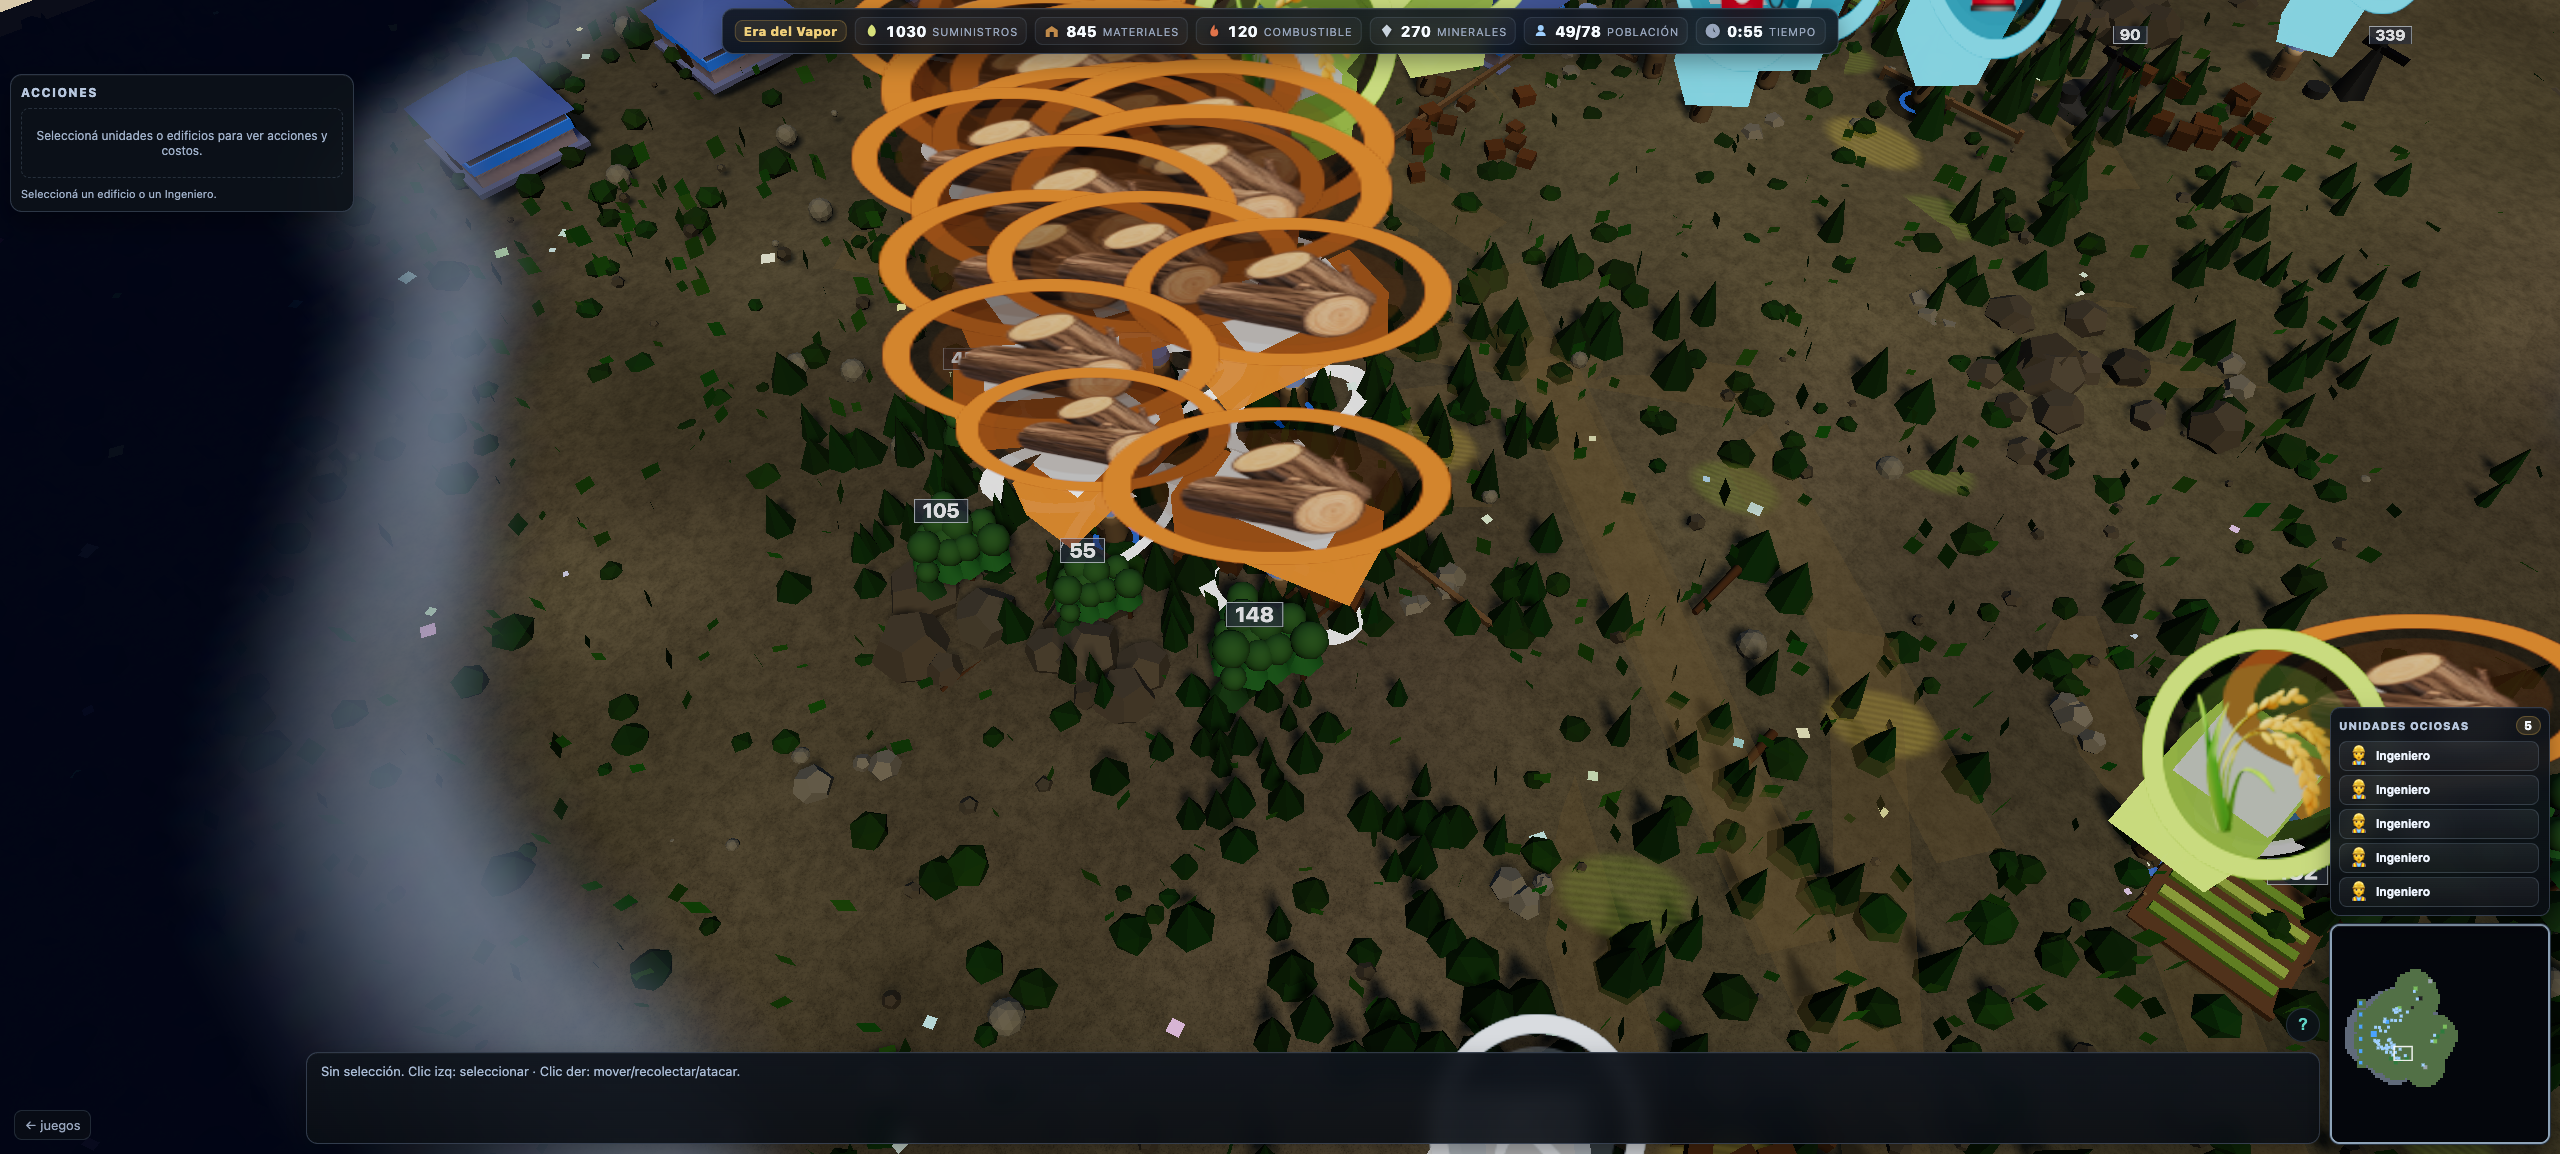 Era del Vapor
1030 SUMINISTROS
845 MATERIALES
120 COMBUSTIBLE
270 MINERALES
49/78 POBLACIÓN
0:55 TIEMPO
90
339
ACCIONES
Seleccioná unidades o edificios para ver acciones y
costos.
Seleccioná un edificio o un Ingeniero.
105
55
148
UNIDADES OCIOSAS 5
Ingeniero
Ingeniero
Ingeniero
Ingeniero
Ingeniero
?
Sin selección. Clic izq: seleccionar · Clic der: mover/recolectar/atacar.
← juegos